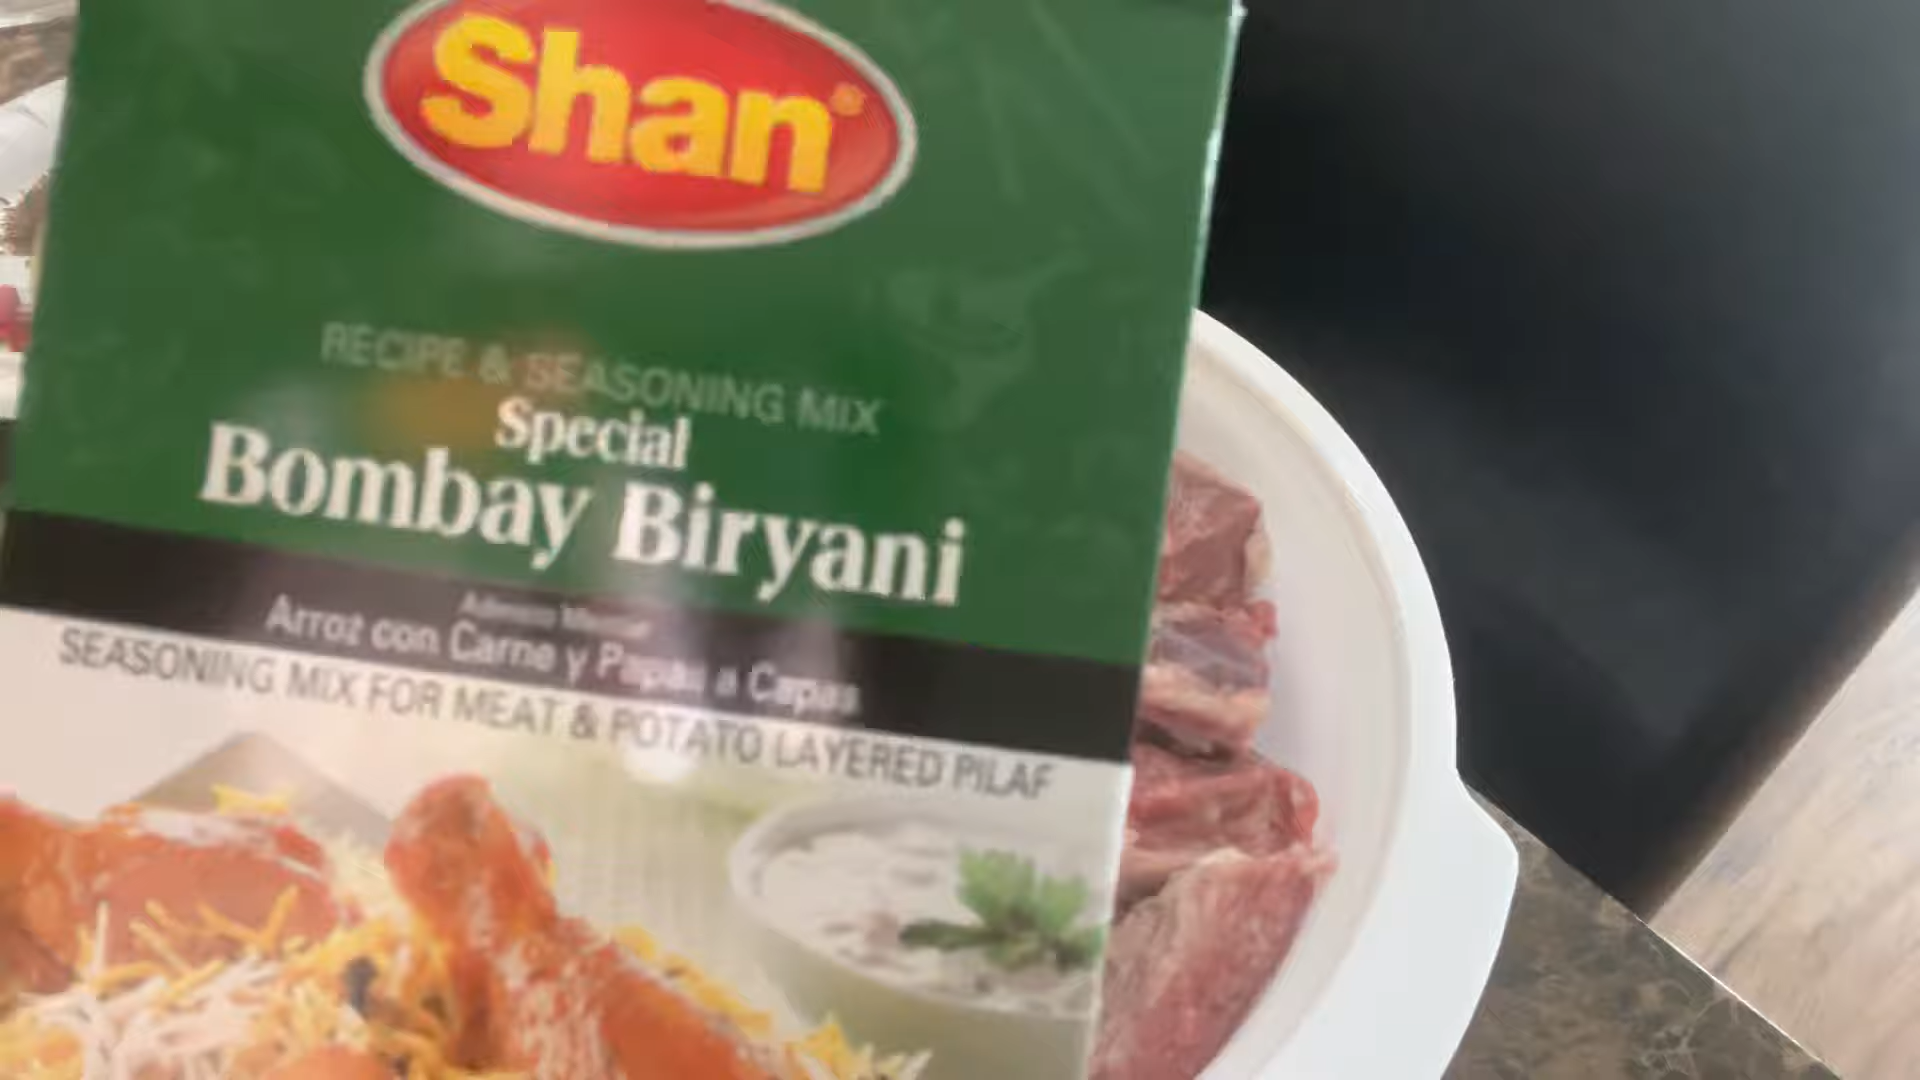 Shan
RECIPE & SEASONING MIX
Special
Bombay Biryani
Arroz con Carne y Papas a Capas
SEASONING MIX FOR MEAT & POTATO LAYERED PILAF